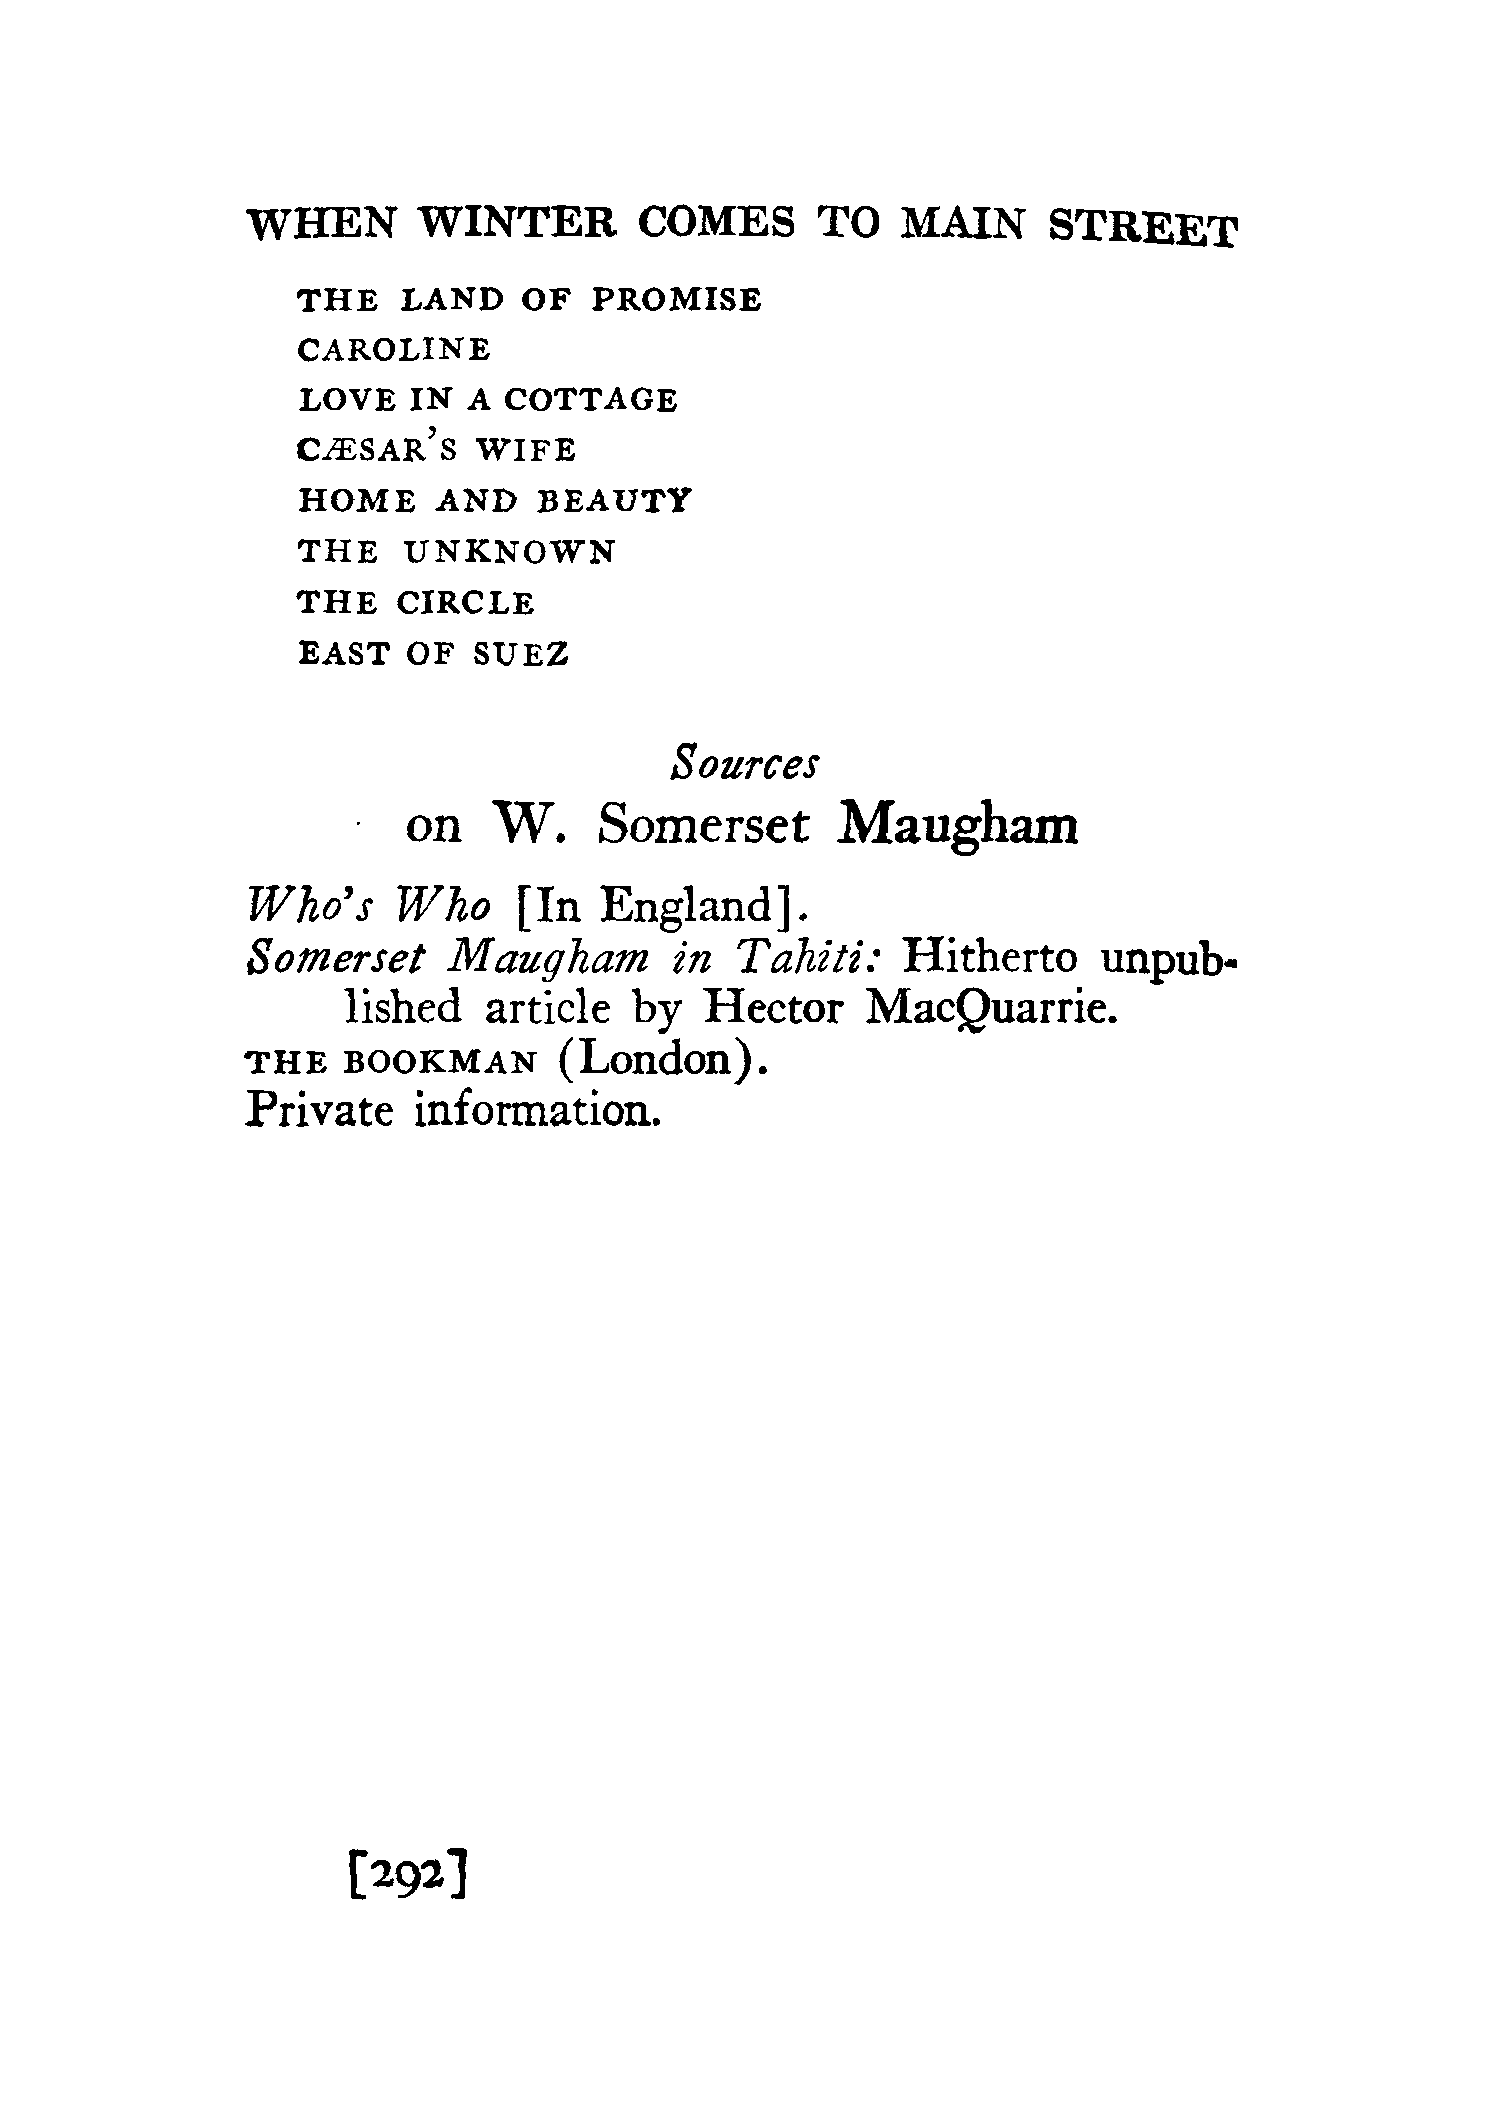 WHEN WINTER COMES TO MAIN STREET
THE LAND OF PROMISE
CAROLINE
LOVE IN A COTTAGE
CÆSAR'S WIFE
HOME AND BEAUTY
THE UNKNOWN
THE CIRCLE
EAST OF SUEZ
Sources
on W. Somerset Maugham
Who's Who [In England].
Somerset Maugham in Tahiti: Hitherto unpub-
lished article by Hector MacQuarrie.
THE BOOKMAN (London).
Private information.
[292]